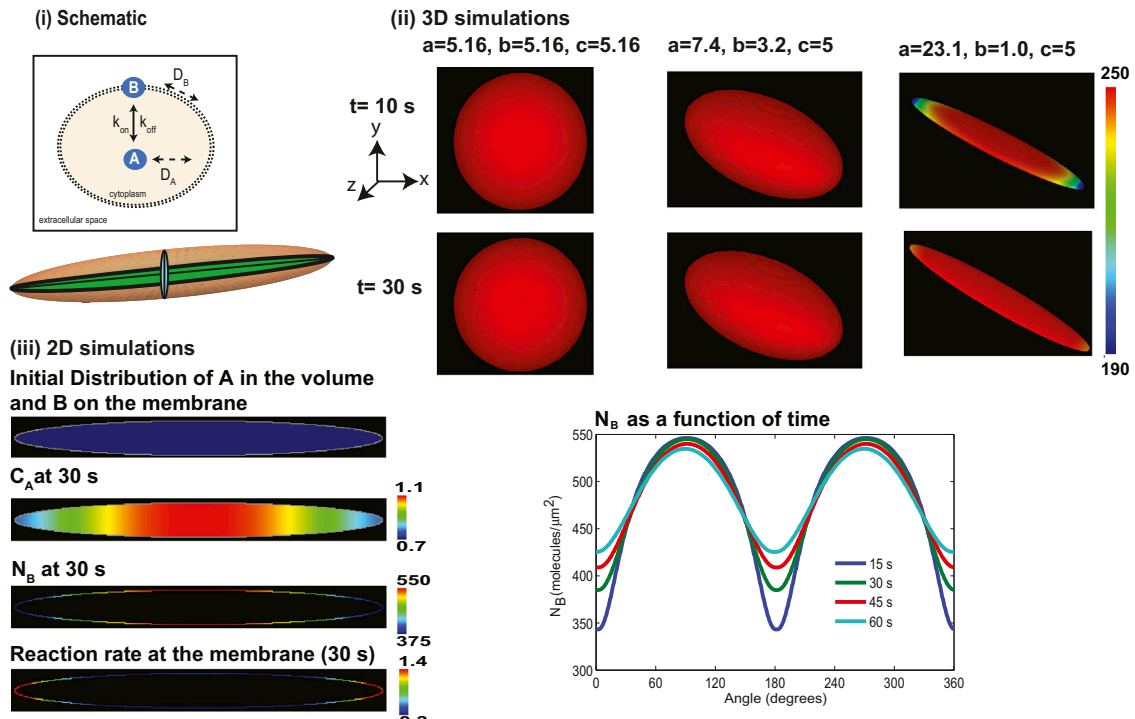 (i) Schematic
B
D_B
k_on
k_off
A
D_A
cytoplasm
extracellular space
(ii) 3D simulations
a=5.16, b=5.16, c=5.16
a=7.4, b=3.2, c=5
a=23.1, b=1.0, c=5
t= 10 s
y
z
x
t= 30 s
250
190
(iii) 2D simulations
Initial Distribution of A in the volume
and B on the membrane
C_A at 30 s
1.1
0.7
N_B at 30 s
550
375
Reaction rate at the membrane (30 s)
1.4
N_B as a function of time
N_B(molecules/μm²)
550
500
450
400
350
300
0
60
120
180
240
300
360
Angle (degrees)
15 s
30 s
45 s
60 s